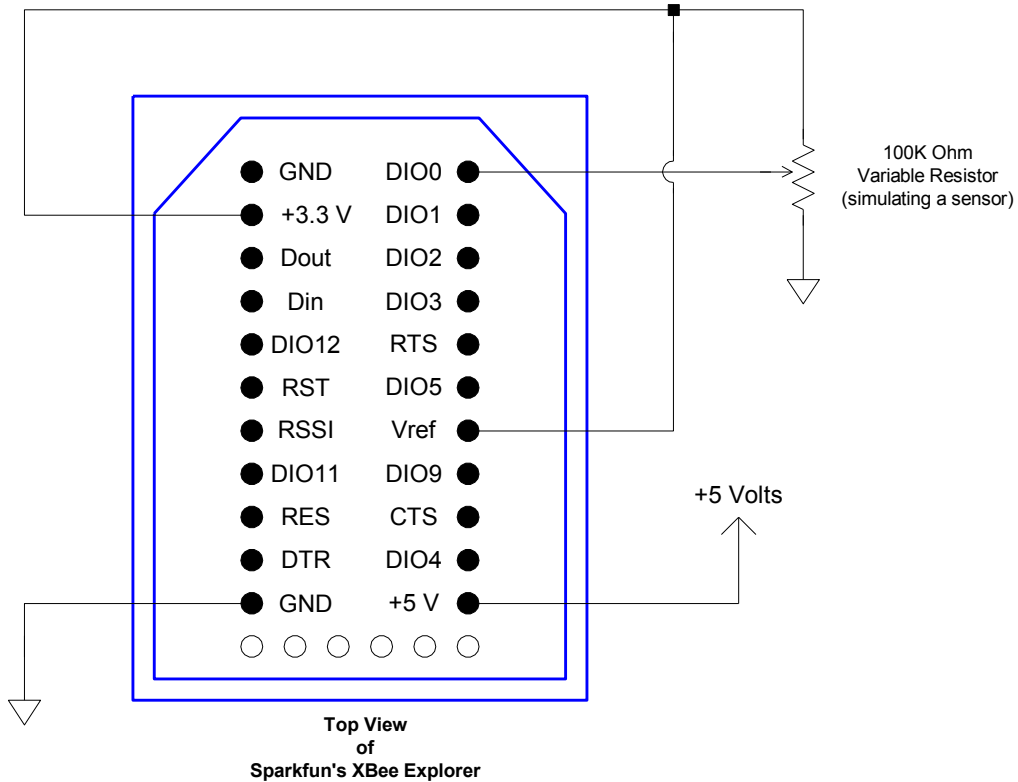 GND DIO0
+3.3 V DIO1
Dout DIO2
Din DIO3
DIO12 RTS
RST DIO5
RSSI Vref
DIO11 DIO9
RES CTS
DTR DIO4
GND +5 V
100K Ohm
Variable Resistor
(simulating a sensor)
+5 Volts
Top View
of
Sparkfun's XBee Explorer